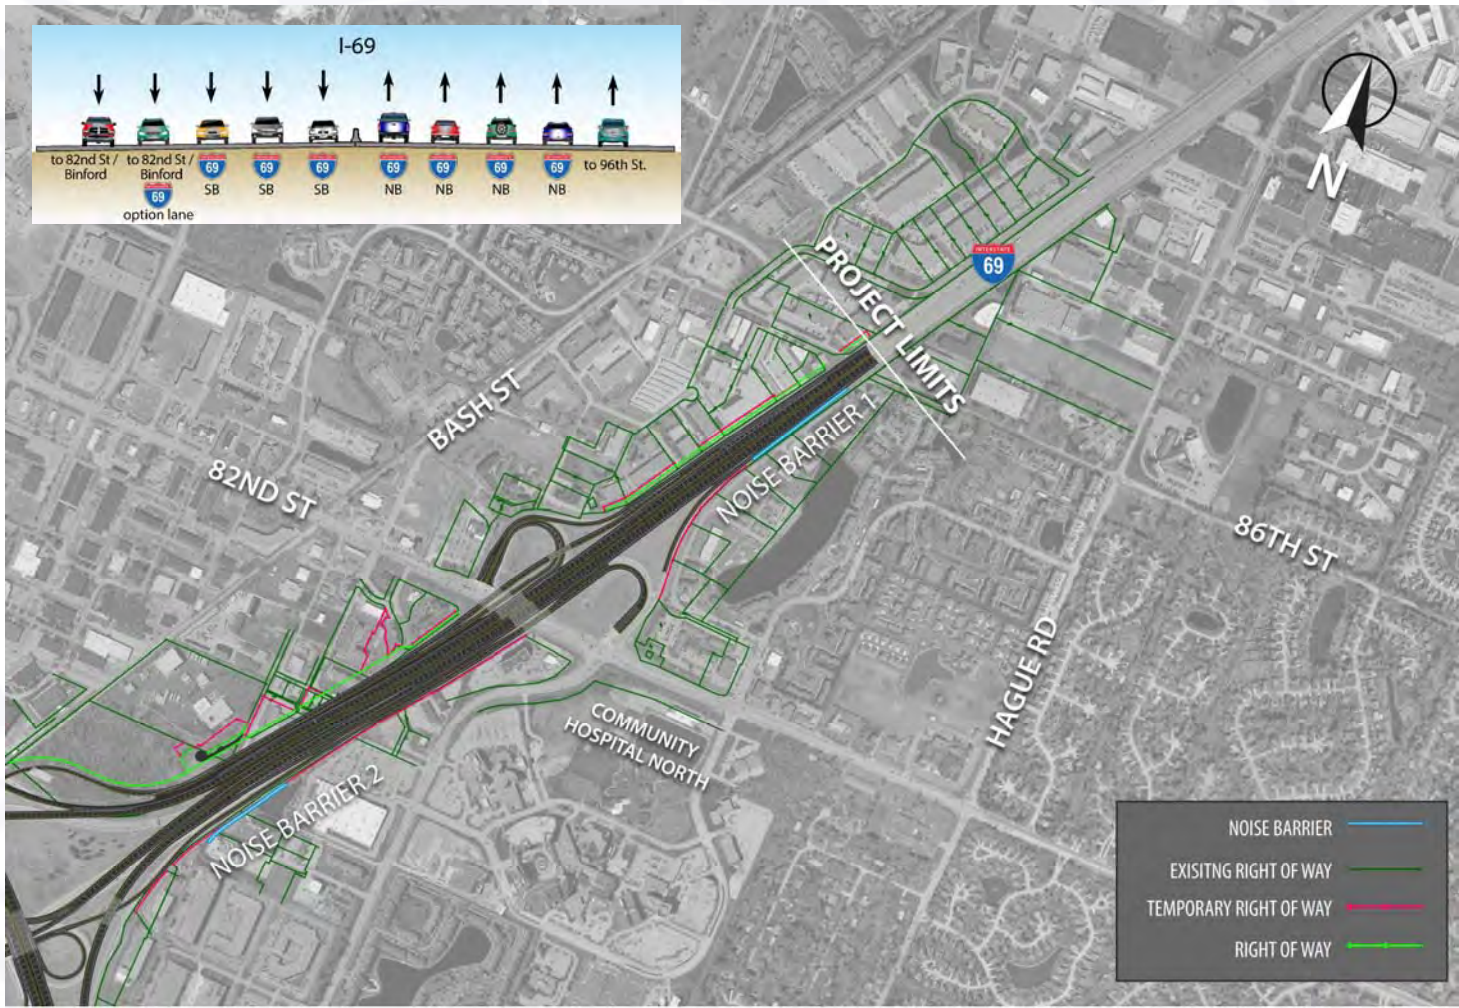 I-69
to 82nd St /
Binford
to 82nd St /
Binford
69
option lane
69
SB
69
SB
69
SB
69
NB
69
NB
69
NB
69
NB
to 96th St.
N
INTERSTATE
69
PROJECT LIMITS
BASH ST
82ND ST
NOISE BARRIER 1
86TH ST
HAGUE RD
COMMUNITY
HOSPITAL NORTH
NOISE BARRIER 2
NOISE BARRIER
EXISITNG RIGHT OF WAY
TEMPORARY RIGHT OF WAY
RIGHT OF WAY